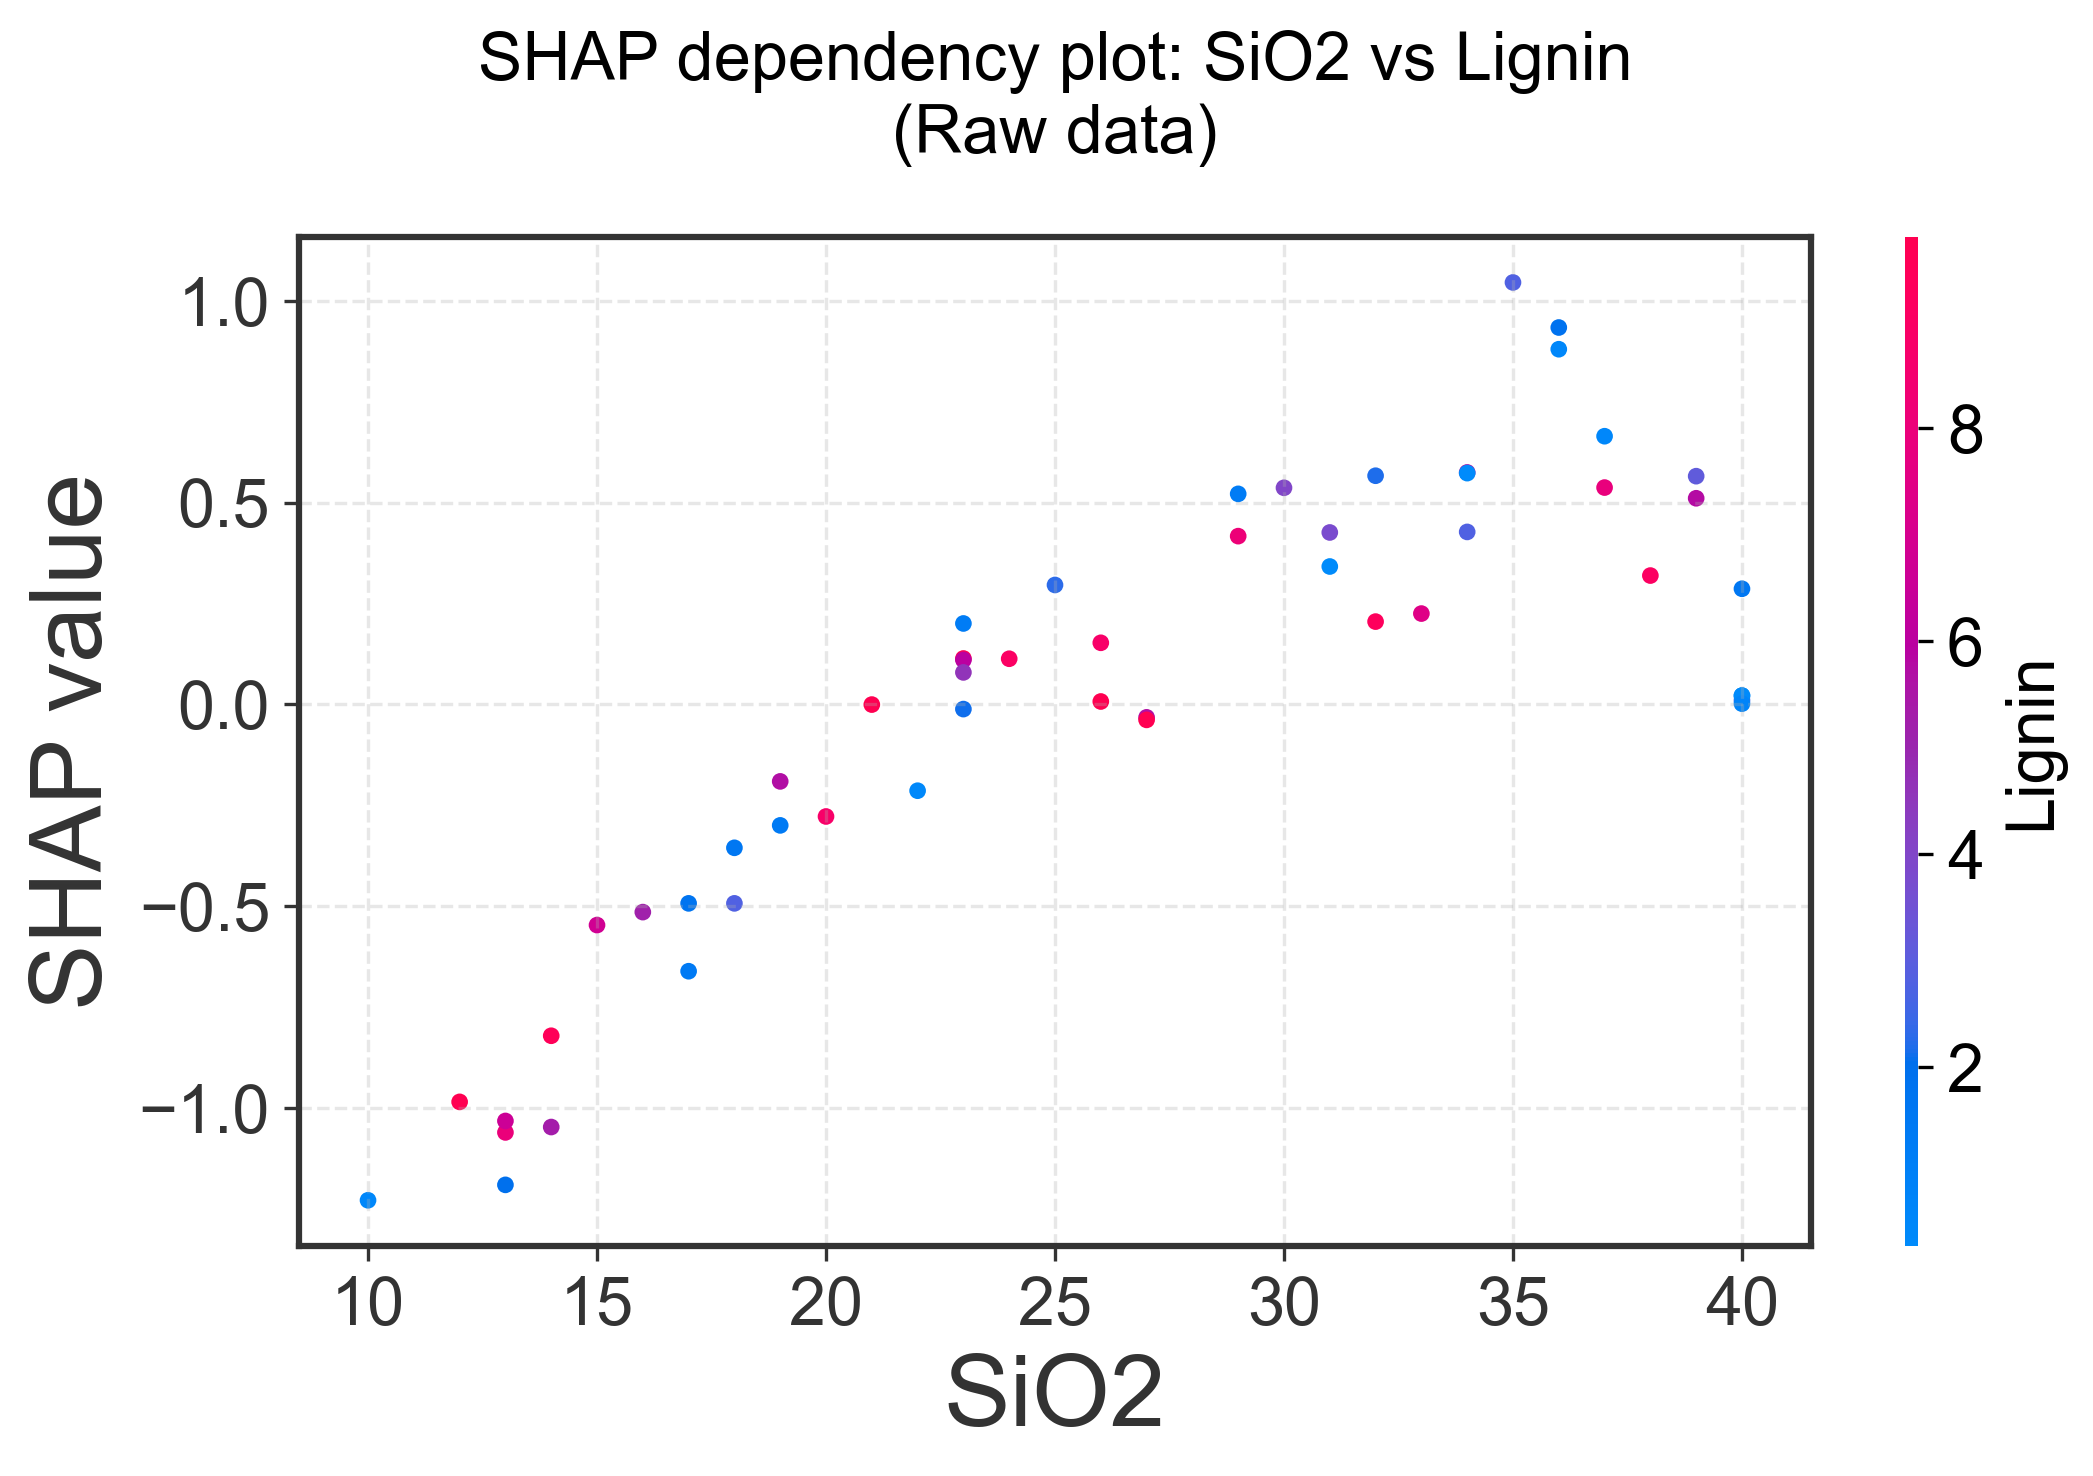 SHAP dependency plot: SiO2 vs Lignin
(Raw data)
SHAP value
1.0
0.5
0.0
−0.5
−1.0
10 15 20 25 30 35 40
SiO2
8
6
4
2
Lignin